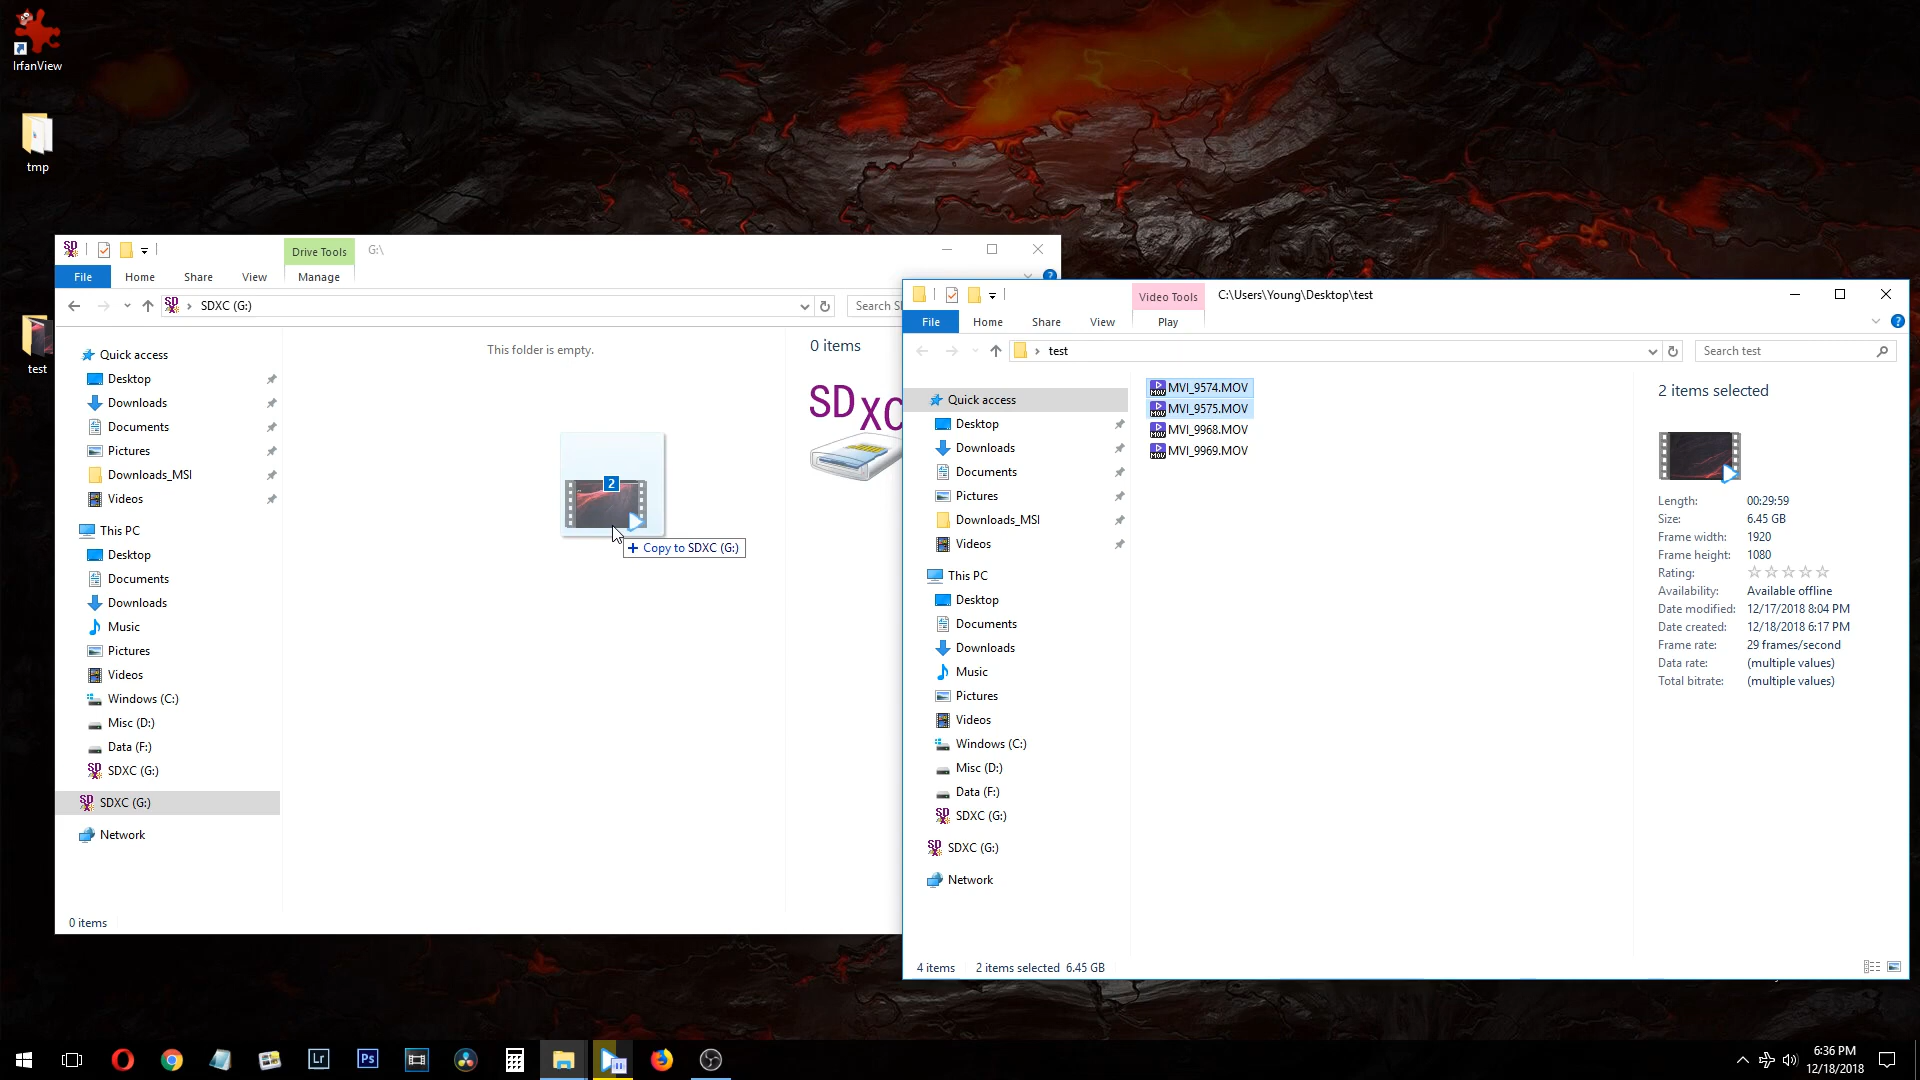 IrfanView
tmp
test
SD
Drive Tools
G:\
File
Home
Share
View
Manage
SDXC (G:)
Search S
Quick access
Desktop
Downloads
Documents
Pictures
Downloads_MSI
Videos
This PC
Desktop
Documents
Downloads
Music
Pictures
Videos
Windows (C:)
Misc (D:)
Data (F:)
SDXC (G:)
SDXC (G:)
Network
0 items
This folder is empty.
2
Copy to SDXC (G:)
0 items
SDXC
Video Tools
C:\Users\Young\Desktop\test
File
Home
Share
View
Play
test
Search test
Quick access
Desktop
Downloads
Documents
Pictures
Downloads_MSI
Videos
This PC
Desktop
Documents
Downloads
Music
Pictures
Videos
Windows (C:)
Misc (D:)
Data (F:)
SDXC (G:)
SDXC (G:)
Network
MVI_9574.MOV
MVI_9575.MOV
MVI_9968.MOV
MVI_9969.MOV
2 items selected
Length: 00:29:59
Size: 6.45 GB
Frame width: 1920
Frame height: 1080
Rating:
Availability: Available offline
Date modified: 12/17/2018 8:04 PM
Date created: 12/18/2018 6:17 PM
Frame rate: 29 frames/second
Data rate: (multiple values)
Total bitrate: (multiple values)
4 items 2 items selected 6.45 GB
Lr
Ps
6:36 PM
12/18/2018